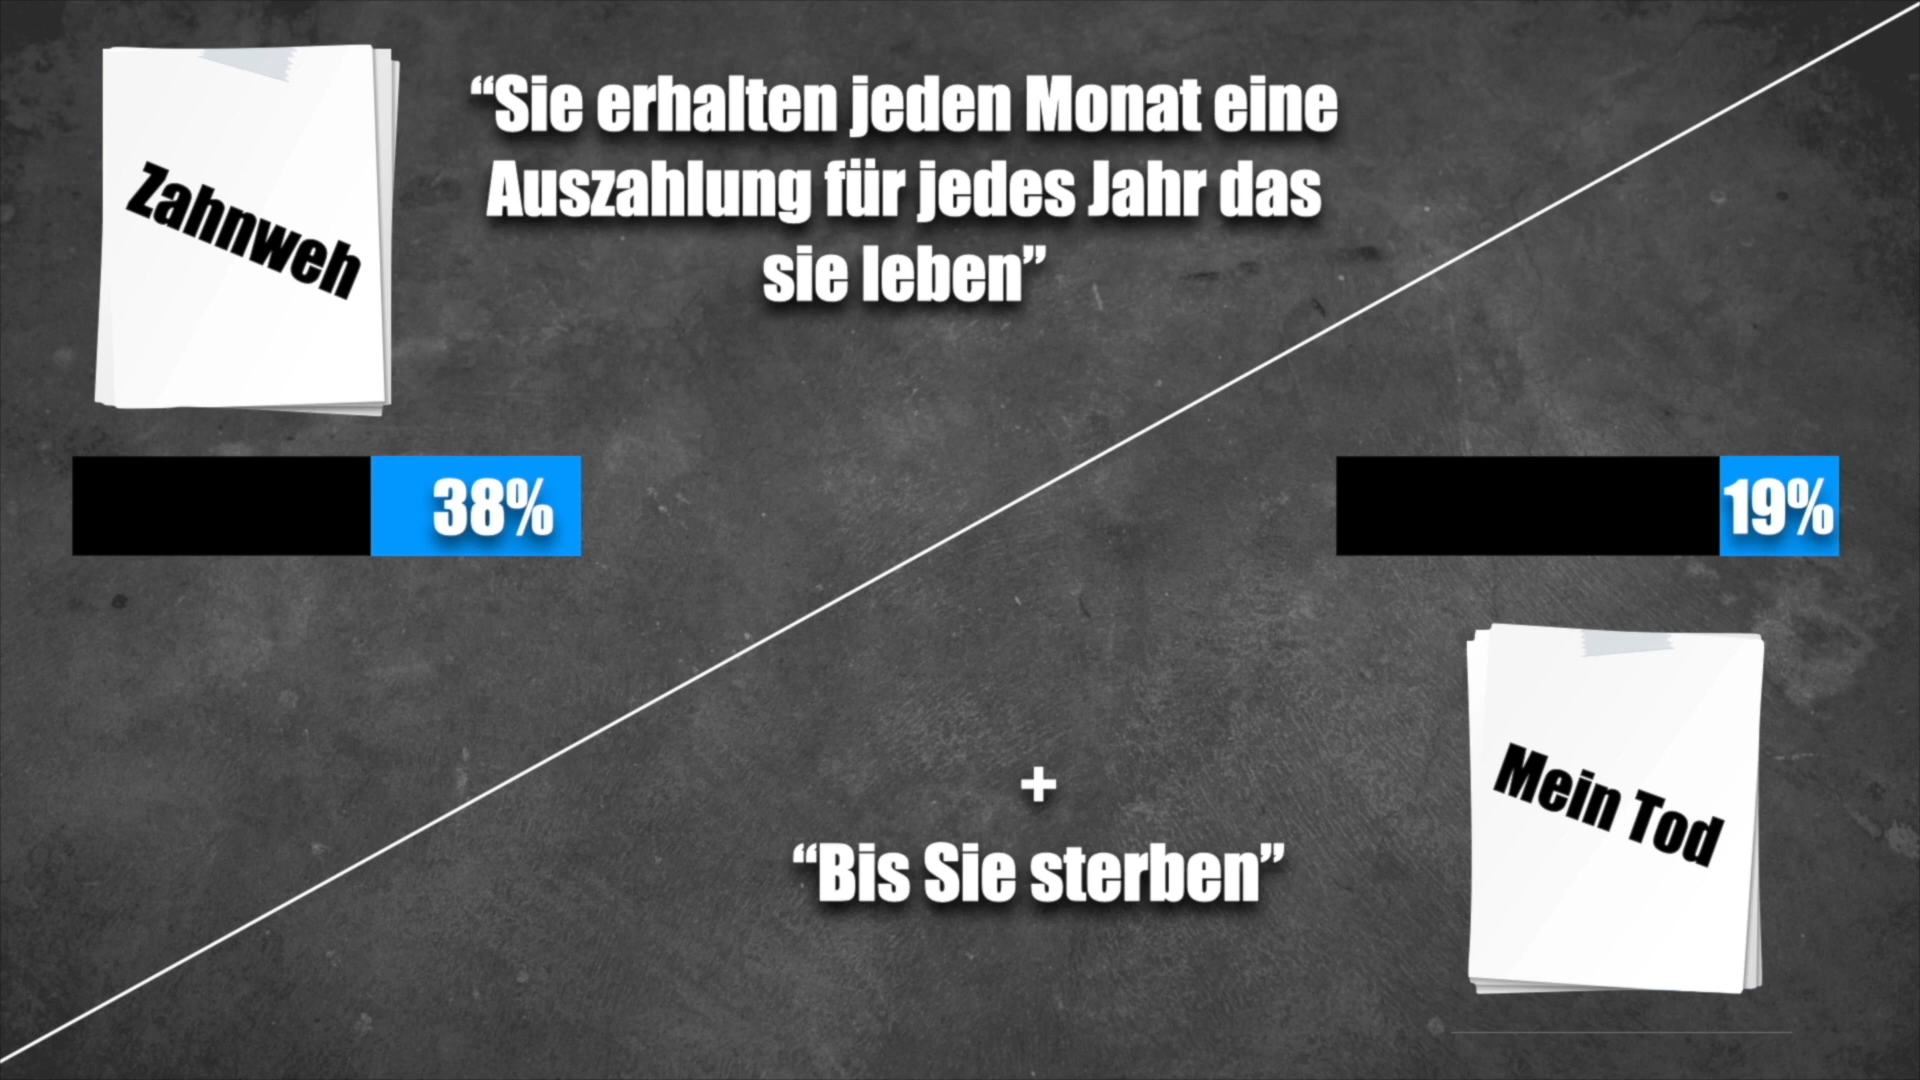 Zahnweh
“Sie erhalten jeden Monat eine
Auszahlung für jedes Jahr das
sie leben”
38%
19%
+
“Bis Sie sterben”
Mein Tod